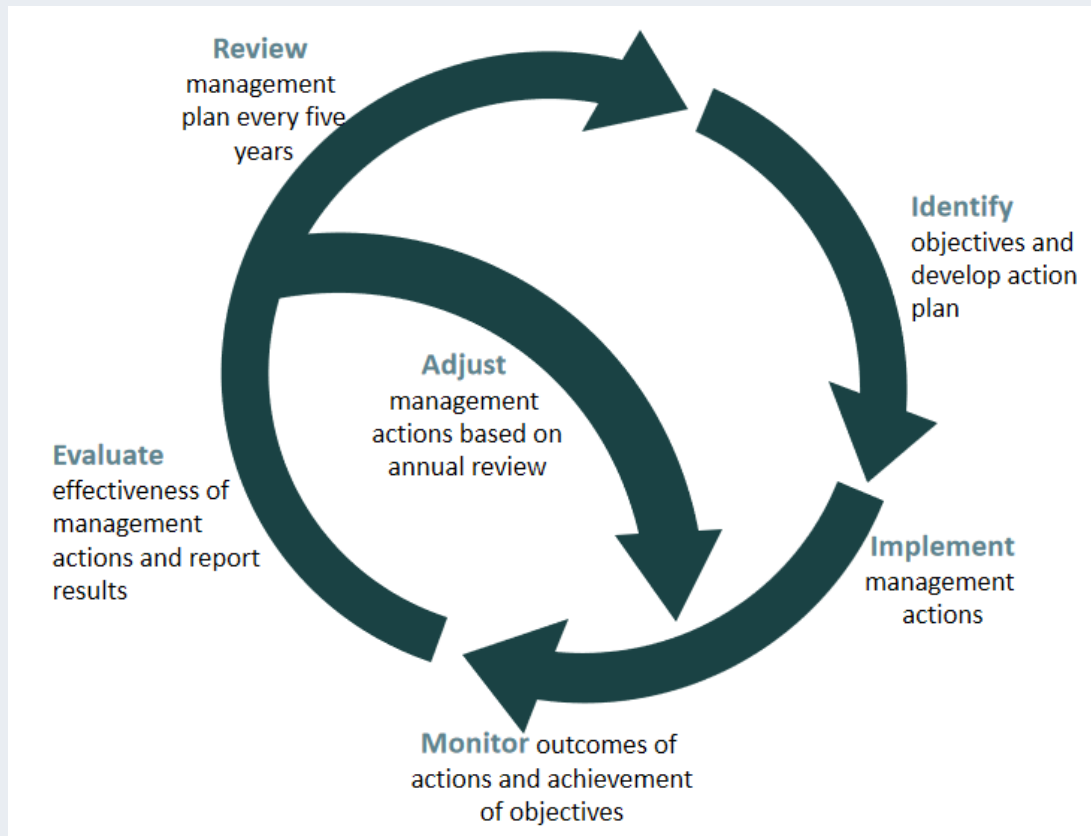 Review
management
plan every five
years
Identify
objectives and
develop action
plan
Adjust
management
actions based on
annual review
Evaluate
effectiveness of
management
actions and report
results
Implement
management
actions
Monitor outcomes of
actions and achievement
of objectives